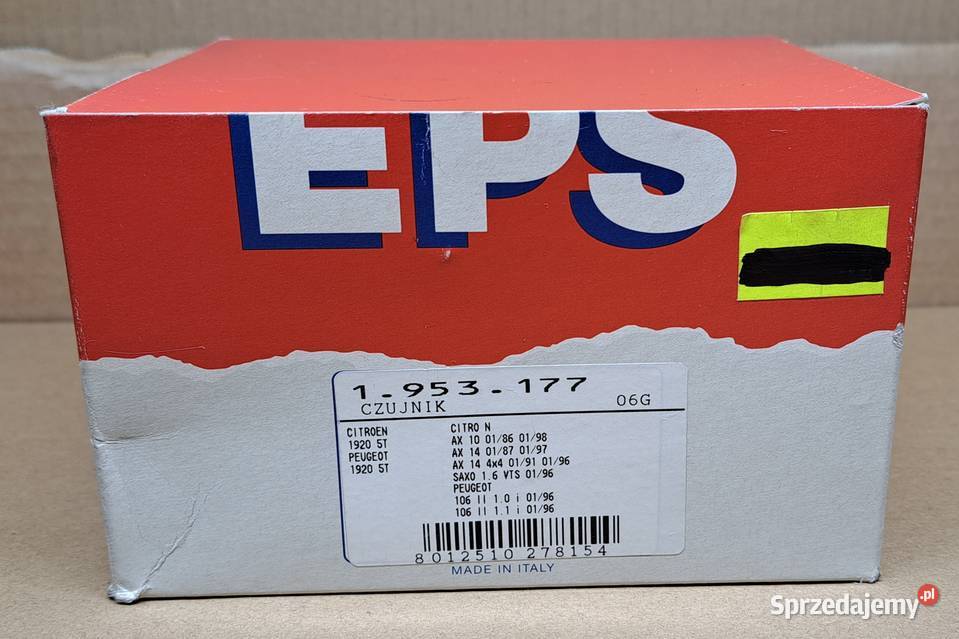 EPS
1.953.177
CZUJNIK 06G
CITROEN
1920 5T
PEUGEOT
1920 5T
CITRO N
AX 10 01/86 01/98
AX 14 01/87 01/97
AX 14 4x4 01/91 01/96
SAXO 1.6 VTS 01/96
PEUGEOT
106 II 1.0 i 01/96
106 II 1.1 i 01/96
8012510 278154
MADE IN ITALY
Sprzedajemy.pl